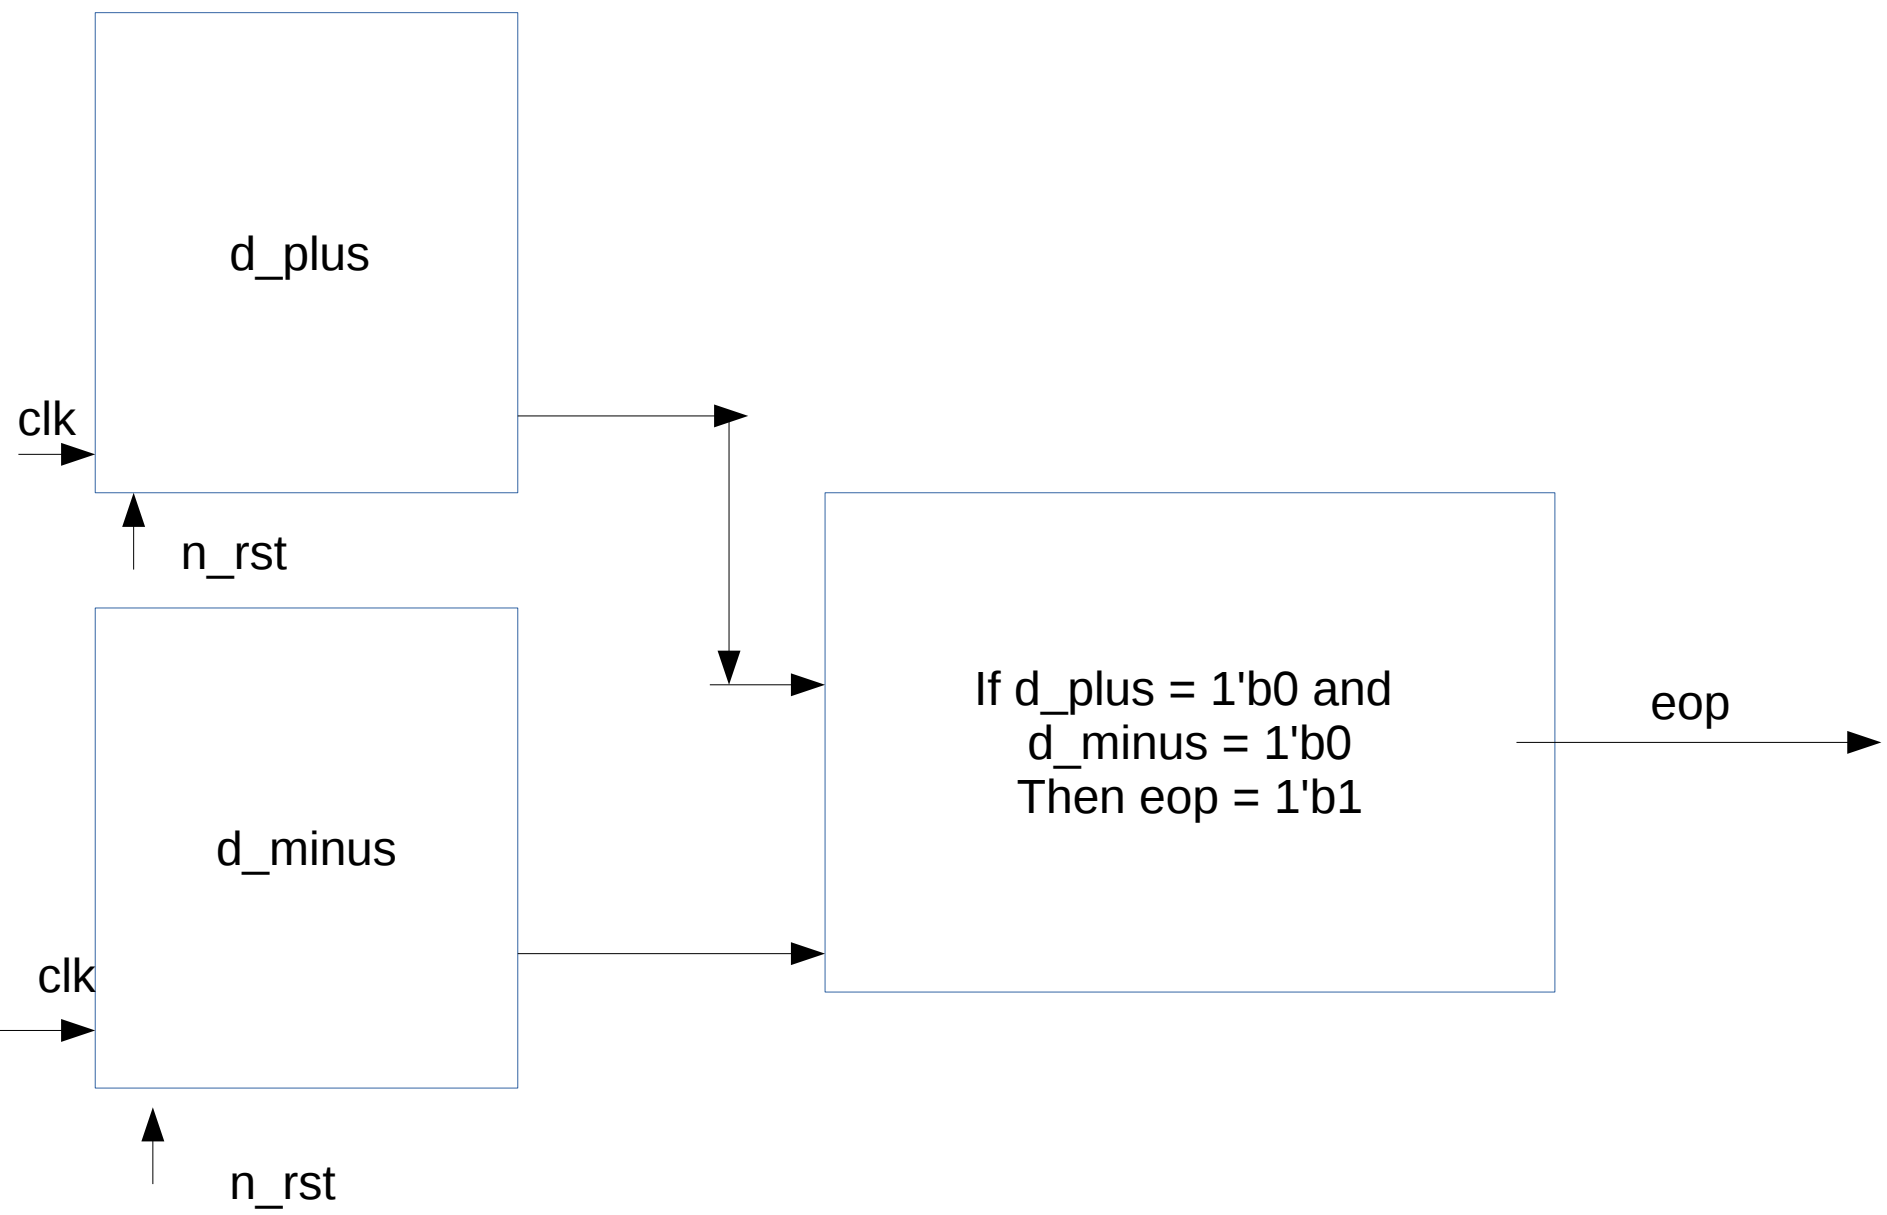 d_plus
clk
n_rst
d_minus
clk
n_rst
If d_plus = 1'b0 and
d_minus = 1'b0
Then eop = 1'b1
eop